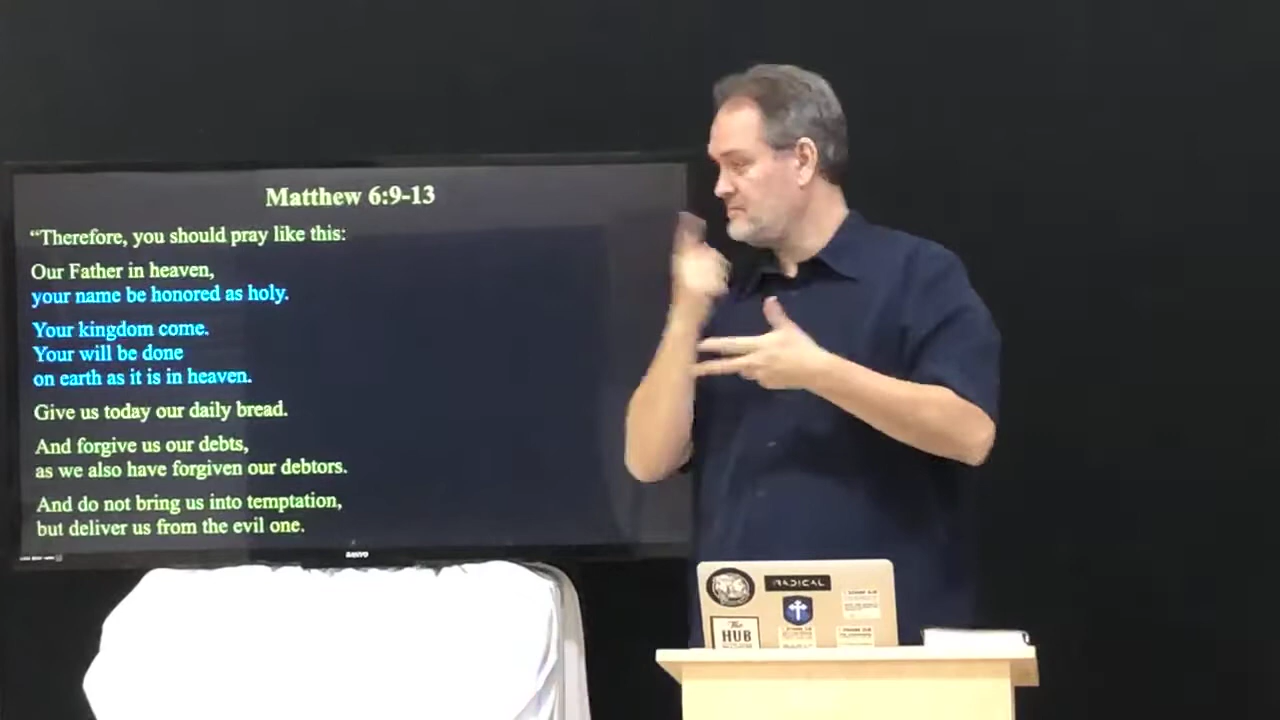 Matthew 6:9-13
“Therefore, you should pray like this:
Our Father in heaven,
your name be honored as holy.
Your kingdom come.
Your will be done
on earth as it is in heaven.
Give us today our daily bread.
And forgive us our debts,
as we also have forgiven our debtors.
And do not bring us into temptation,
but deliver us from the evil one.
SANYO
RADICAL
The
HUB